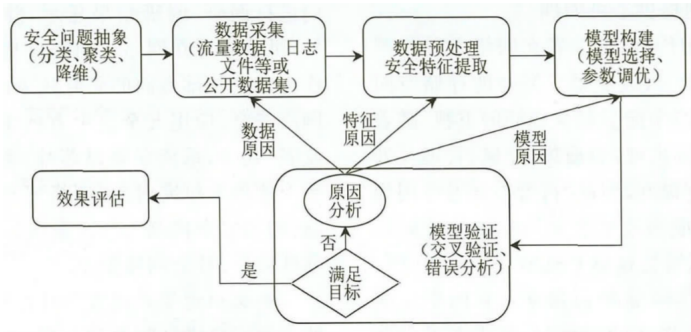 安全问题抽象
(分类、聚类、
降维)
数据采集
(流量数据、日志
文件等或
公开数据集)
数据预处理
安全特征提取
模型构建
(模型选择、
参数调优)
数据
原因
特征
原因
模型
原因
效果评估
原因
分析
模型验证
(交叉验证、
错误分析)
否
是
满足
目标